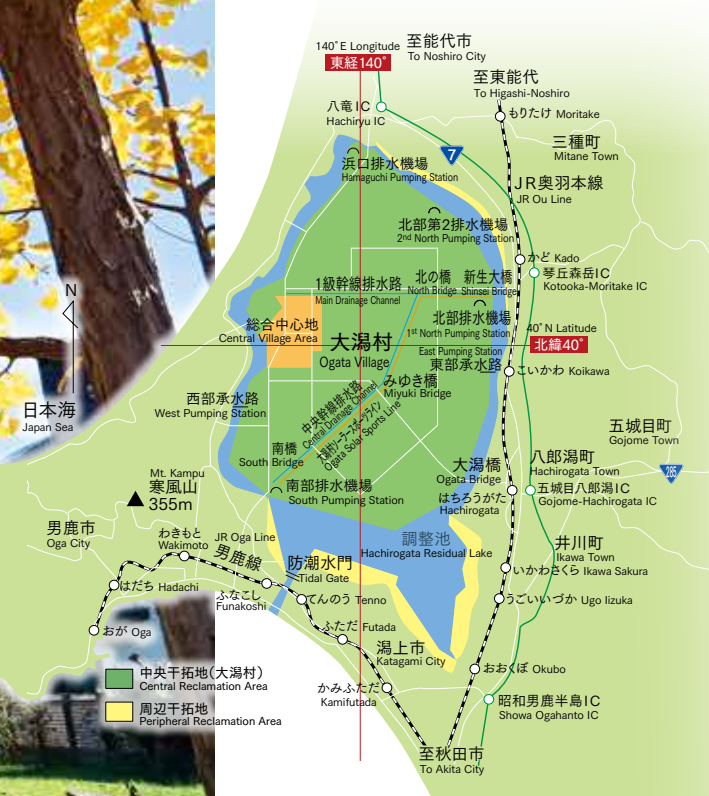 140°E Longitude
東経140°
至能代市
To Noshiro City
至東能代
To Higashi-Noshiro
八竜IC
Hachiryu IC
もりたけ Moritake
三種町
Mitane Town
7
浜口排水機場
Hamaguchi Pumping Station
JR奥羽本線
JR Ou Line
北部第2排水機場
2nd North Pumping Station
かど Kado
琴丘森岳IC
Kotooka-Moritake IC
1級幹線排水路
Main Drainage Channel
北の橋
North Bridge
新生大橋
Shinsei Bridge
N
総合中心地
Central Village Area
大潟村
Ogata Village
北部排水機場
1st North Pumping Station
40°N Latitude
北緯40°
East Pumping Station
東部承水路
こいかわ Koikawa
みゆき橋
Miyuki Bridge
中央幹線排水路
Central Drainage Channel
大潟村ソーラースポーツライン
Ogata Solar Sports Line
西部承水路
West Pumping Station
日本海
Japan Sea
五城目町
Gojome Town
285
南橋
South Bridge
大潟橋
Ogata Bridge
八郎潟町
Hachirogata Town
Mt. Kampu
寒風山
355m
南部排水機場
South Pumping Station
はちろうがた
Hachirogata
五城目八郎潟IC
Gojome-Hachirogata IC
男鹿市
Oga City
わきもと
Wakimoto
JR Oga Line
男鹿線
調整池
Hachirogata Residual Lake
井川町
Ikawa Town
防潮水門
Tidal Gate
いかわさくら Ikawa Sakura
はだち Hadachi
ふなこし
Funakoshi
てんのう Tenno
うごいいづか Ugo Iizuka
おが Oga
ふただ Futada
潟上市
Katagami City
おおくぼ Okubo
中央干拓地(大潟村)
Central Reclamation Area
かみふただ
Kamifutada
昭和男鹿半島IC
Showa Ogahanto IC
周辺干拓地
Peripheral Reclamation Area
至秋田市
To Akita City